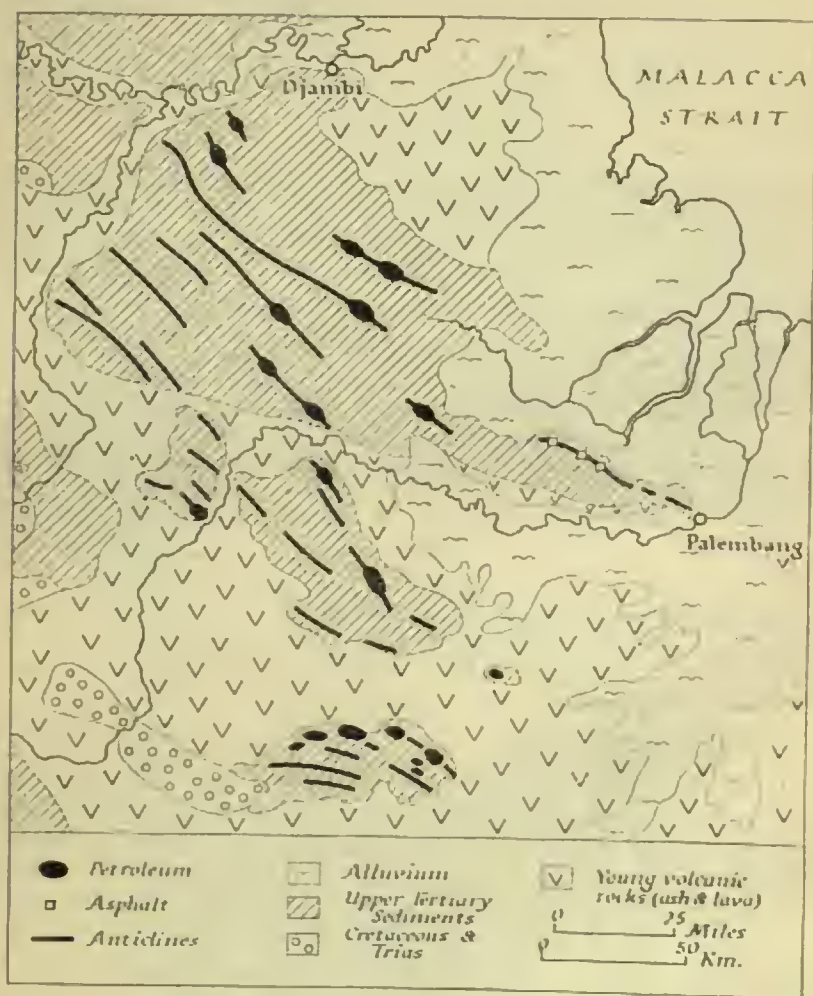 Djambi
MALACCA
STRAIT
Palembang
Petroleum
Asphalt
Anticlines
Alluvium
Upper Tertiary
Sediments
Cretaceous &
Trias
Young volcanic
rocks (ash & lava)
0 25
Miles
0 50
Km.